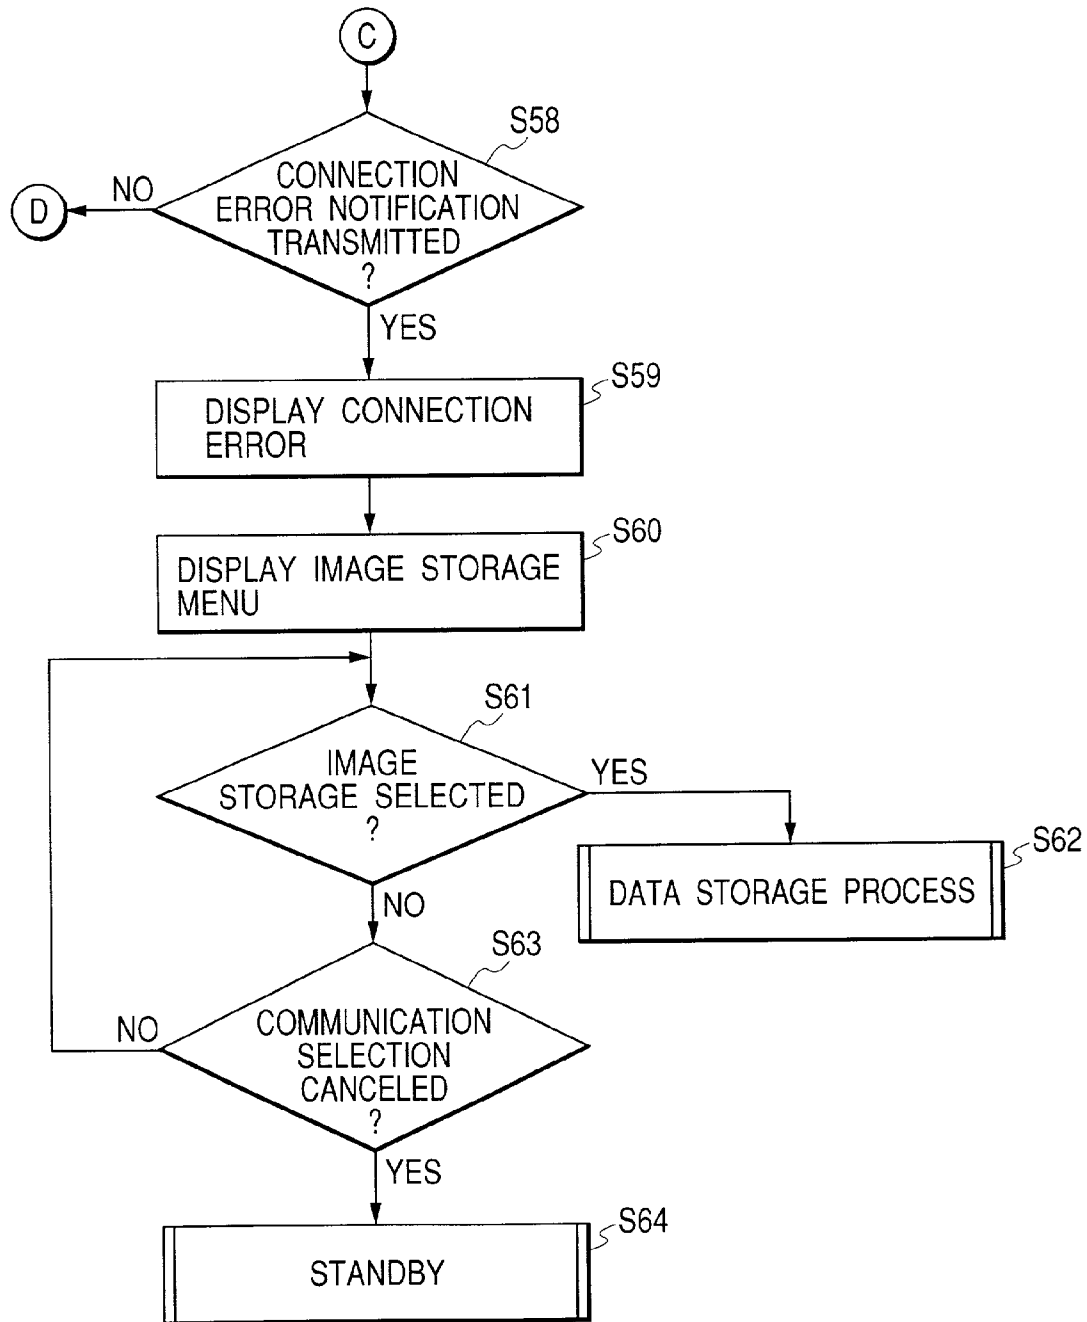 C
S58
CONNECTION
ERROR NOTIFICATION
TRANSMITTED
?
NO
D
YES
S59
DISPLAY CONNECTION
ERROR
S60
DISPLAY IMAGE STORAGE
MENU
S61
IMAGE
STORAGE SELECTED
?
YES
S62
DATA STORAGE PROCESS
NO
S63
COMMUNICATION
SELECTION
CANCELED
?
NO
YES
S64
STANDBY